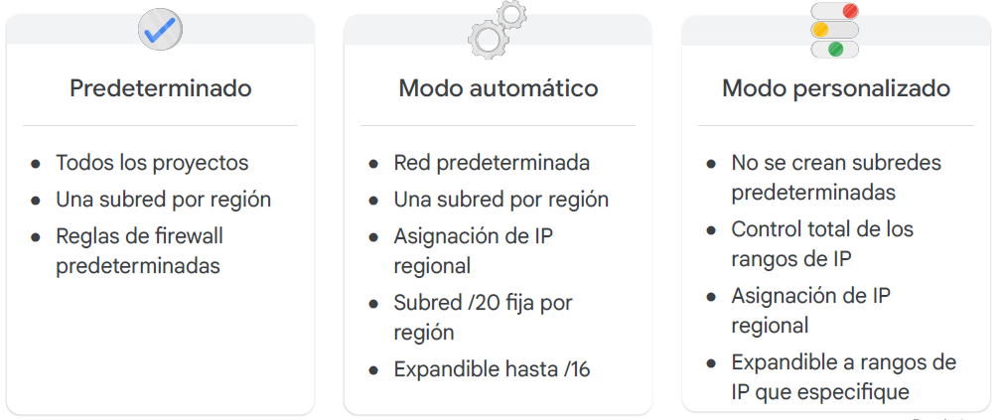 Predeterminado
● Todos los proyectos
● Una subred por región
● Reglas de firewall
predeterminadas
Modo automático
● Red predeterminada
● Una subred por región
● Asignación de IP
regional
● Subred /20 fija por
región
● Expandible hasta /16
Modo personalizado
● No se crean subredes
predeterminadas
● Control total de los
rangos de IP
● Asignación de IP
regional
● Expandible a rangos de
IP que especifique